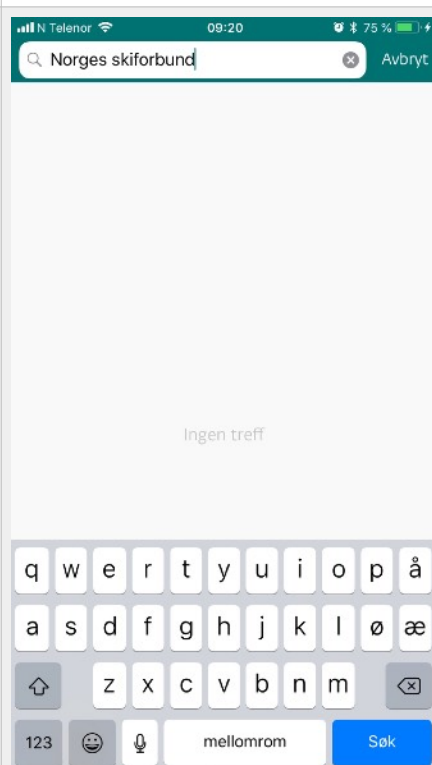 N Telenor 09:20 75 %
Norges skiforbund Avbryt
Ingen treff
q w e r t y u i o p å
a s d f g h j k l ø æ
z x c v b n m
123 mellomrom Søk